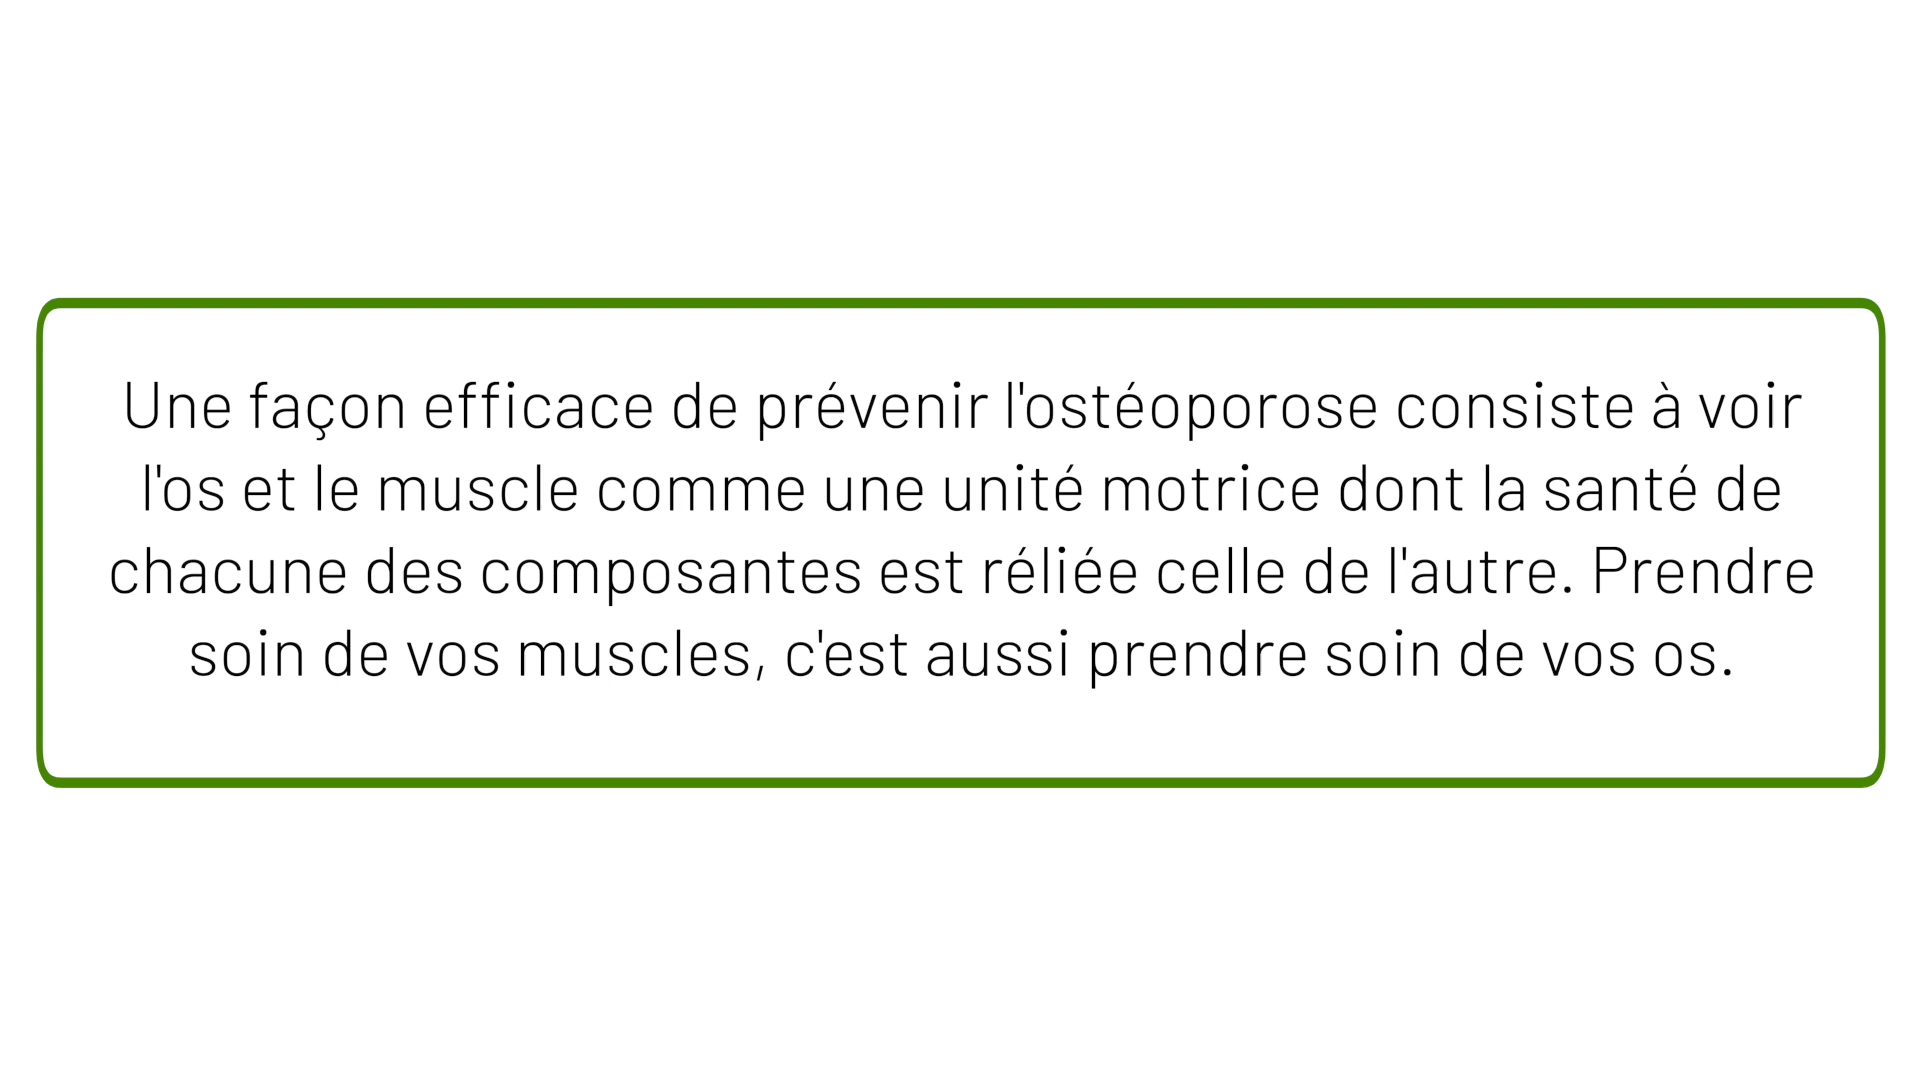 Une façon efficace de prévenir l'ostéoporose consiste à voir
l'os et le muscle comme une unité motrice dont la santé de
chacune des composantes est réliée celle de l'autre. Prendre
soin de vos muscles, c'est aussi prendre soin de vos os.